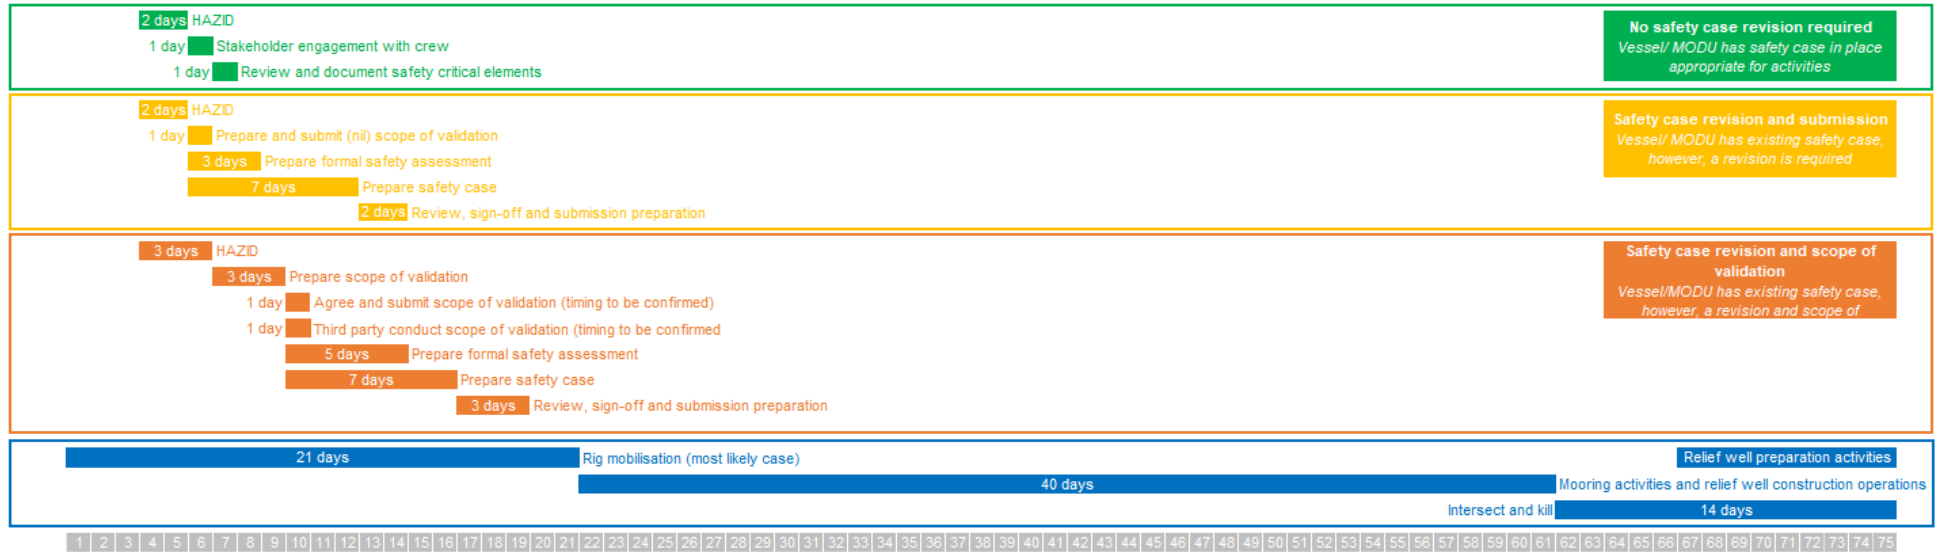 2 days HAZID
1 day Stakeholder engagement with crew
1 day Review and document safety critical elements
No safety case revision required
Vessel/ MODU has safety case in place
appropriate for activities
2 days HAZID
1 day Prepare and submit (nil) scope of validation
3 days Prepare formal safety assessment
7 days Prepare safety case
2 days Review, sign-off and submission preparation
Safety case revision and submission
Vessel/ MODU has existing safety case,
however, a revision is required
3 days HAZID
3 days Prepare scope of validation
1 day Agree and submit scope of validation (timing to be confirmed)
1 day Third party conduct scope of validation (timing to be confirmed
5 days Prepare formal safety assessment
7 days Prepare safety case
3 days Review, sign-off and submission preparation
Safety case revision and scope of
validation
Vessel/MODU has existing safety case,
however, a revision and scope of
21 days Rig mobilisation (most likely case)
Relief well preparation activities
40 days Mooring activities and relief well construction operations
Intersect and kill 14 days
1 2 3 4 5 6 7 8 9 10 11 12 13 14 15 16 17 18 19 20 21 22 23 24 25 26 27 28 29 30 31 32 33 34 35 36 37 38 39 40 41 42 43 44 45 46 47 48 49 50 51 52 53 54 55 56 57 58 59 60 61 62 63 64 65 66 67 68 69 70 71 72 73 74 75